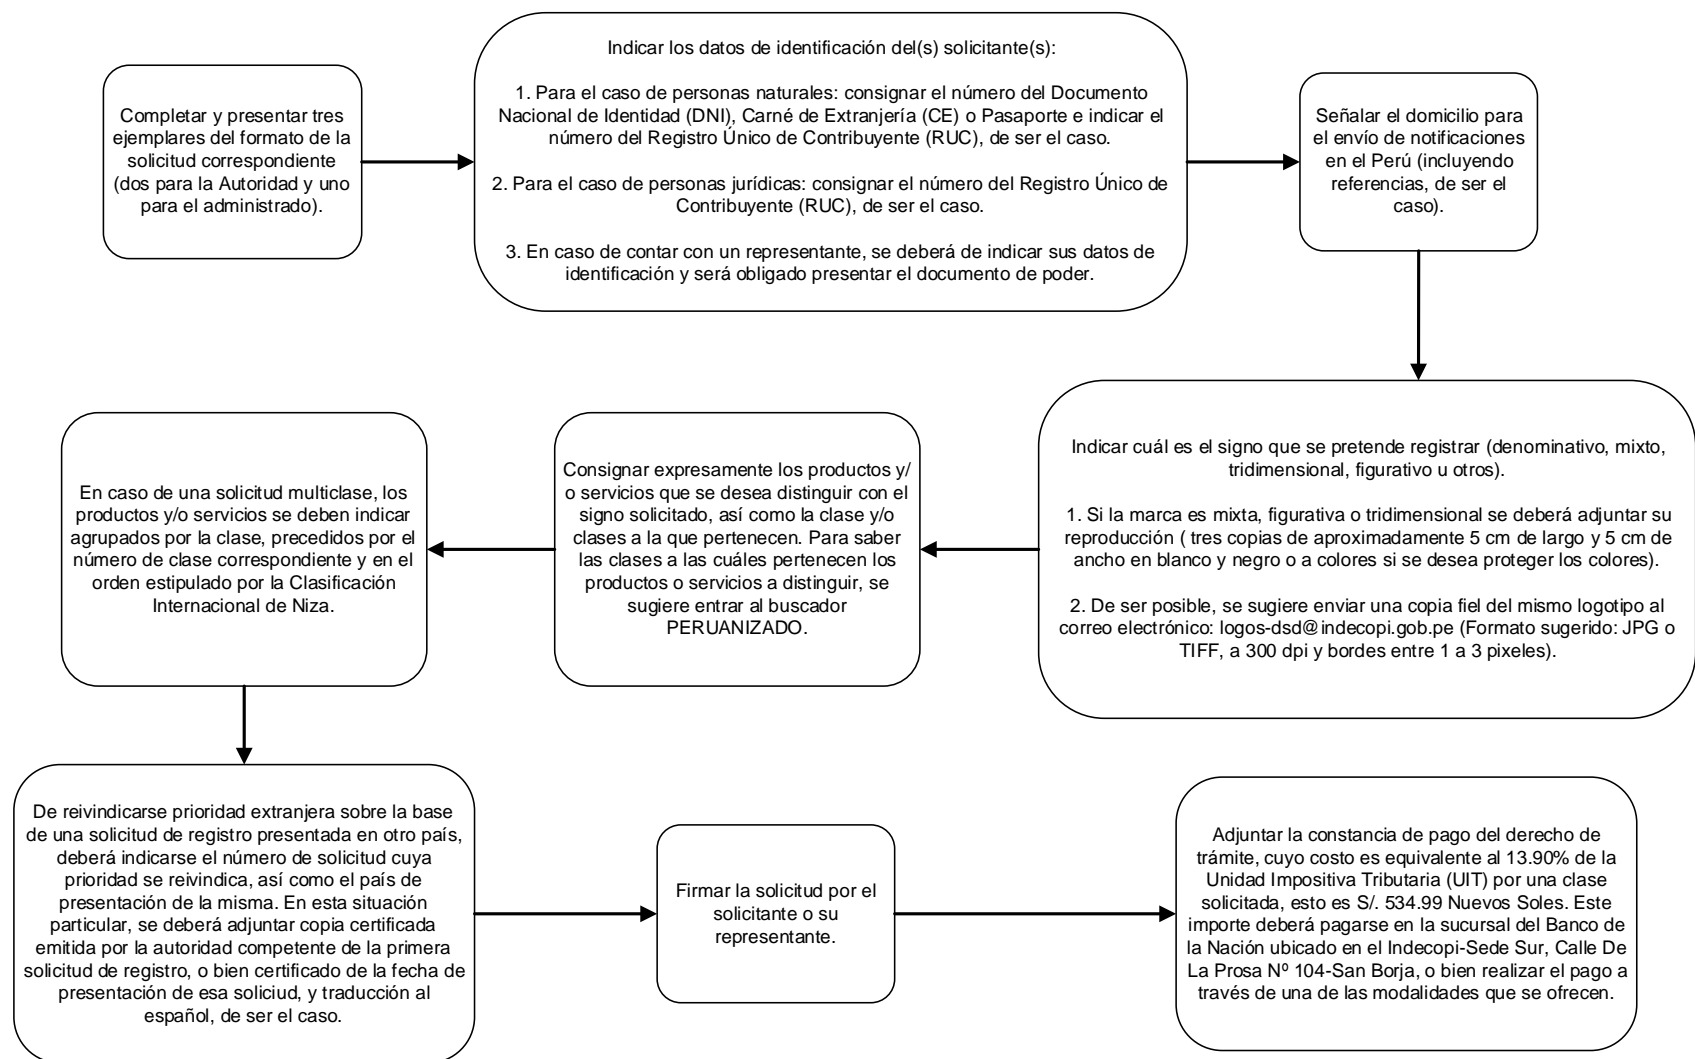 Completar y presentar tres
ejemplares del formato de la
solicitud correspondiente
(dos para la Autoridad y uno
para el administrado).
Indicar los datos de identificación del(s) solicitante(s):
1. Para el caso de personas naturales: consignar el número del Documento
Nacional de Identidad (DNI), Carné de Extranjería (CE) o Pasaporte e indicar el
número del Registro Único de Contribuyente (RUC), de ser el caso.
2. Para el caso de personas jurídicas: consignar el número del Registro Único de
Contribuyente (RUC), de ser el caso.
3. En caso de contar con un representante, se deberá de indicar sus datos de
identificación y será obligado presentar el documento de poder.
Señalar el domicilio para
el envío de notificaciones
en el Perú (incluyendo
referencias, de ser el
caso).
Indicar cuál es el signo que se pretende registrar (denominativo, mixto,
tridimensional, figurativo u otros).
1. Si la marca es mixta, figurativa o tridimensional se deberá adjuntar su
reproducción ( tres copias de aproximadamente 5 cm de largo y 5 cm de
ancho en blanco y negro o a colores si se desea proteger los colores).
2. De ser posible, se sugiere enviar una copia fiel del mismo logotipo al
correo electrónico: logos-dsd@indecopi.gob.pe (Formato sugerido: JPG o
TIFF, a 300 dpi y bordes entre 1 a 3 pixeles).
Consignar expresamente los productos y/
o servicios que se desea distinguir con el
signo solicitado, así como la clase y/o
clases a la que pertenecen. Para saber
las clases a las cuáles pertenecen los
productos o servicios a distinguir, se
sugiere entrar al buscador
PERUANIZADO.
En caso de una solicitud multiclase, los
productos y/o servicios se deben indicar
agrupados por la clase, precedidos por el
número de clase correspondiente y en el
orden estipulado por la Clasificación
Internacional de Niza.
De reivindicarse prioridad extranjera sobre la base
de una solicitud de registro presentada en otro país,
deberá indicarse el número de solicitud cuya
prioridad se reivindica, así como el país de
presentación de la misma. En esta situación
particular, se deberá adjuntar copia certificada
emitida por la autoridad competente de la primera
solicitud de registro, o bien certificado de la fecha de
presentación de esa soliciud, y traducción al
español, de ser el caso.
Firmar la solicitud por el
solicitante o su
representante.
Adjuntar la constancia de pago del derecho de
trámite, cuyo costo es equivalente al 13.90% de la
Unidad Impositiva Tributaria (UIT) por una clase
solicitada, esto es S/. 534.99 Nuevos Soles. Este
importe deberá pagarse en la sucursal del Banco de
la Nación ubicado en el Indecopi-Sede Sur, Calle De
La Prosa Nº 104-San Borja, o bien realizar el pago a
través de una de las modalidades que se ofrecen.